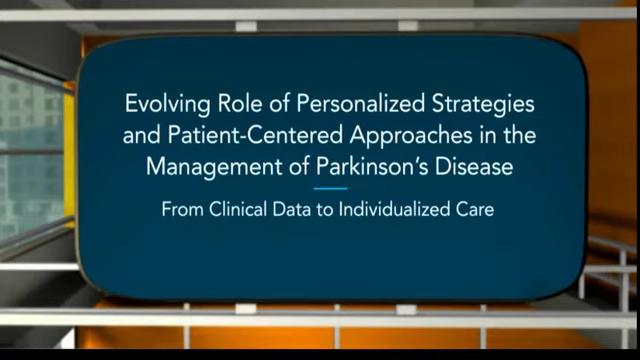 Evolving Role of Personalized Strategies
and Patient-Centered Approaches in the
Management of Parkinson's Disease
From Clinical Data to Individualized Care